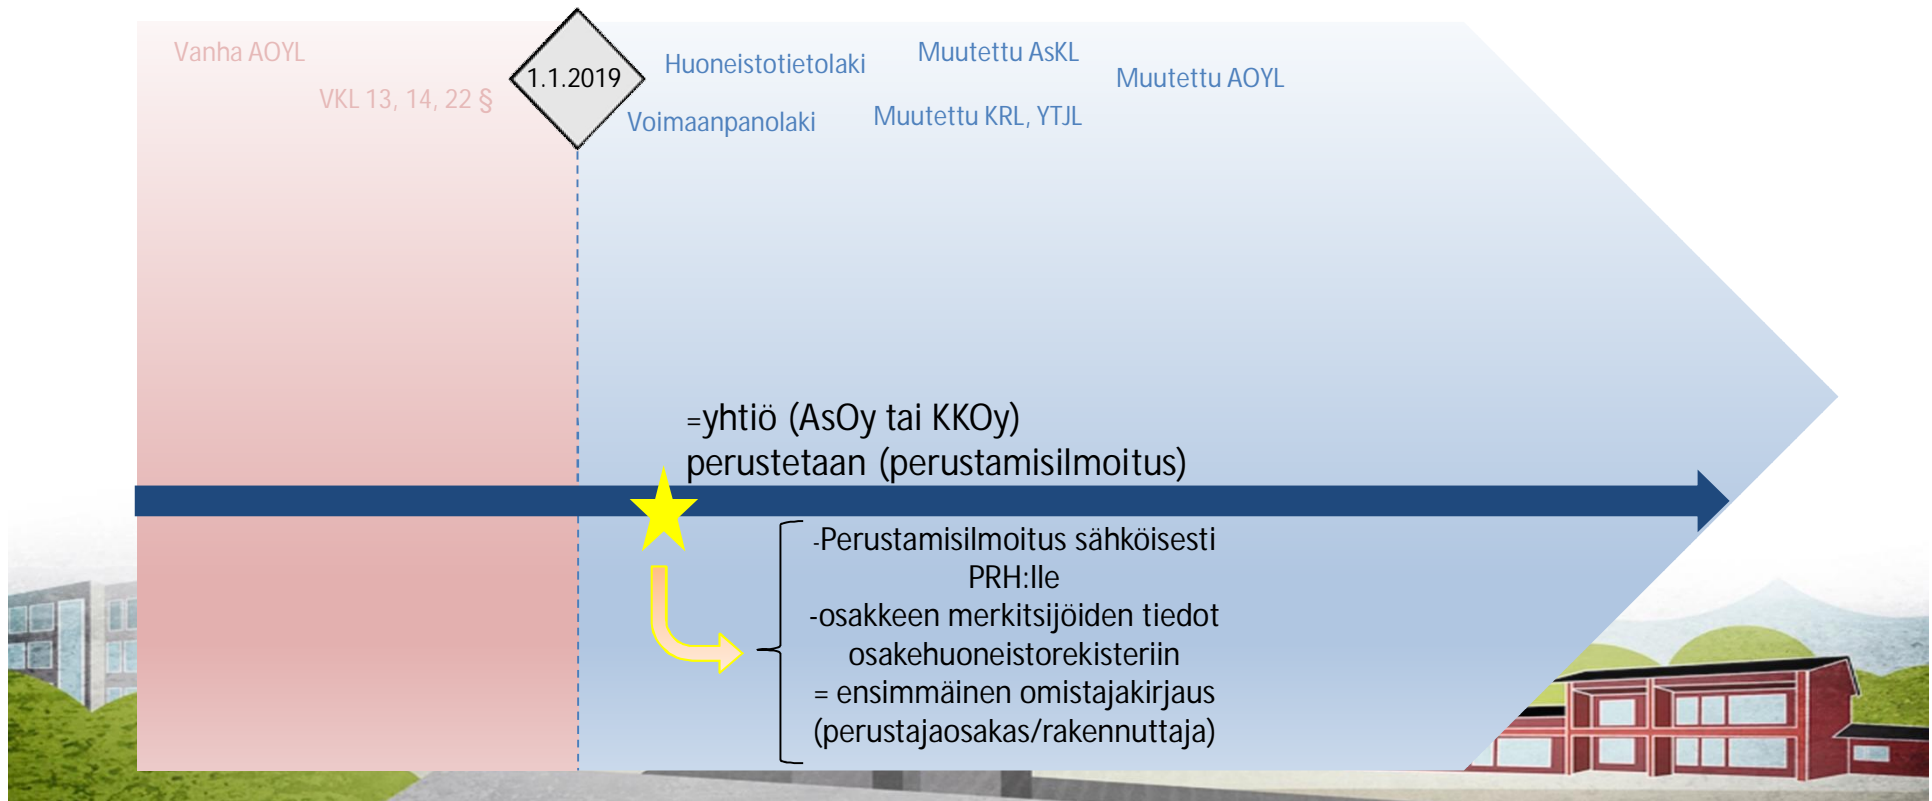 Vanha AOYL
VKL 13, 14, 22 §
1.1.2019
Huoneistotietolaki
Voimaanpanolaki
Muutettu AsKL
Muutettu KRL, YTJL
Muutettu AOYL
=yhtiö (AsOy tai KKOy)
perustetaan (perustamisilmoitus)
-Perustamisilmoitus sähköisesti
PRH:lle
-osakkeen merkitsijöiden tiedot
osakehuoneistorekisteriin
= ensimmäinen omistajakirjaus
(perustajaosakas/rakennuttaja)